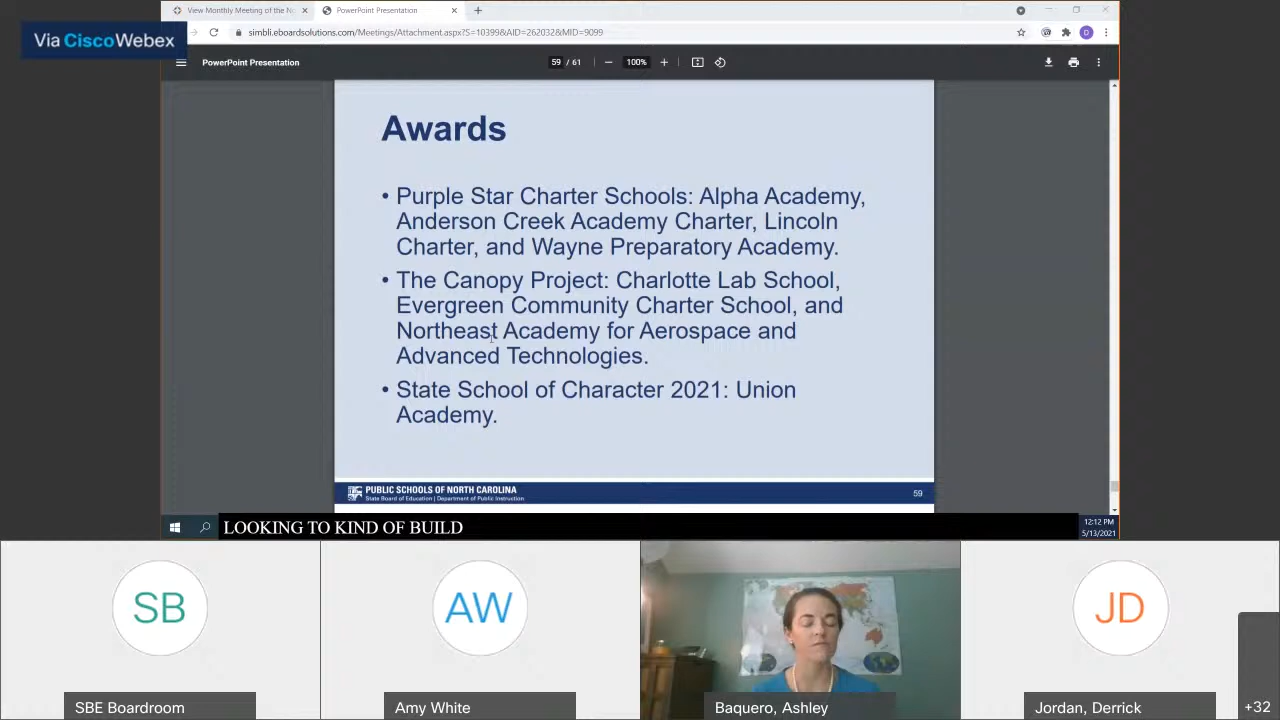 View Monthly Meeting of the N
PowerPoint Presentation
Via CiscoWebex
simbli.eboardsolutions.com/Meetings/Attachment.aspx?S=10399&AID=262032&MID=9099
D
PowerPoint Presentation
59 / 61
100%
Awards
• Purple Star Charter Schools: Alpha Academy,
Anderson Creek Academy Charter, Lincoln
Charter, and Wayne Preparatory Academy.
• The Canopy Project: Charlotte Lab School,
Evergreen Community Charter School, and
Northeast Academy for Aerospace and
Advanced Technologies.
• State School of Character 2021: Union
Academy.
PUBLIC SCHOOLS OF NORTH CAROLINA
State Board of Education | Department of Public Instruction
59
LOOKING TO KIND OF BUILD
12:12 PM
5/13/2021
SB
AW
JD
SBE Boardroom
Amy White
Baquero, Ashley
Jordan, Derrick
+32